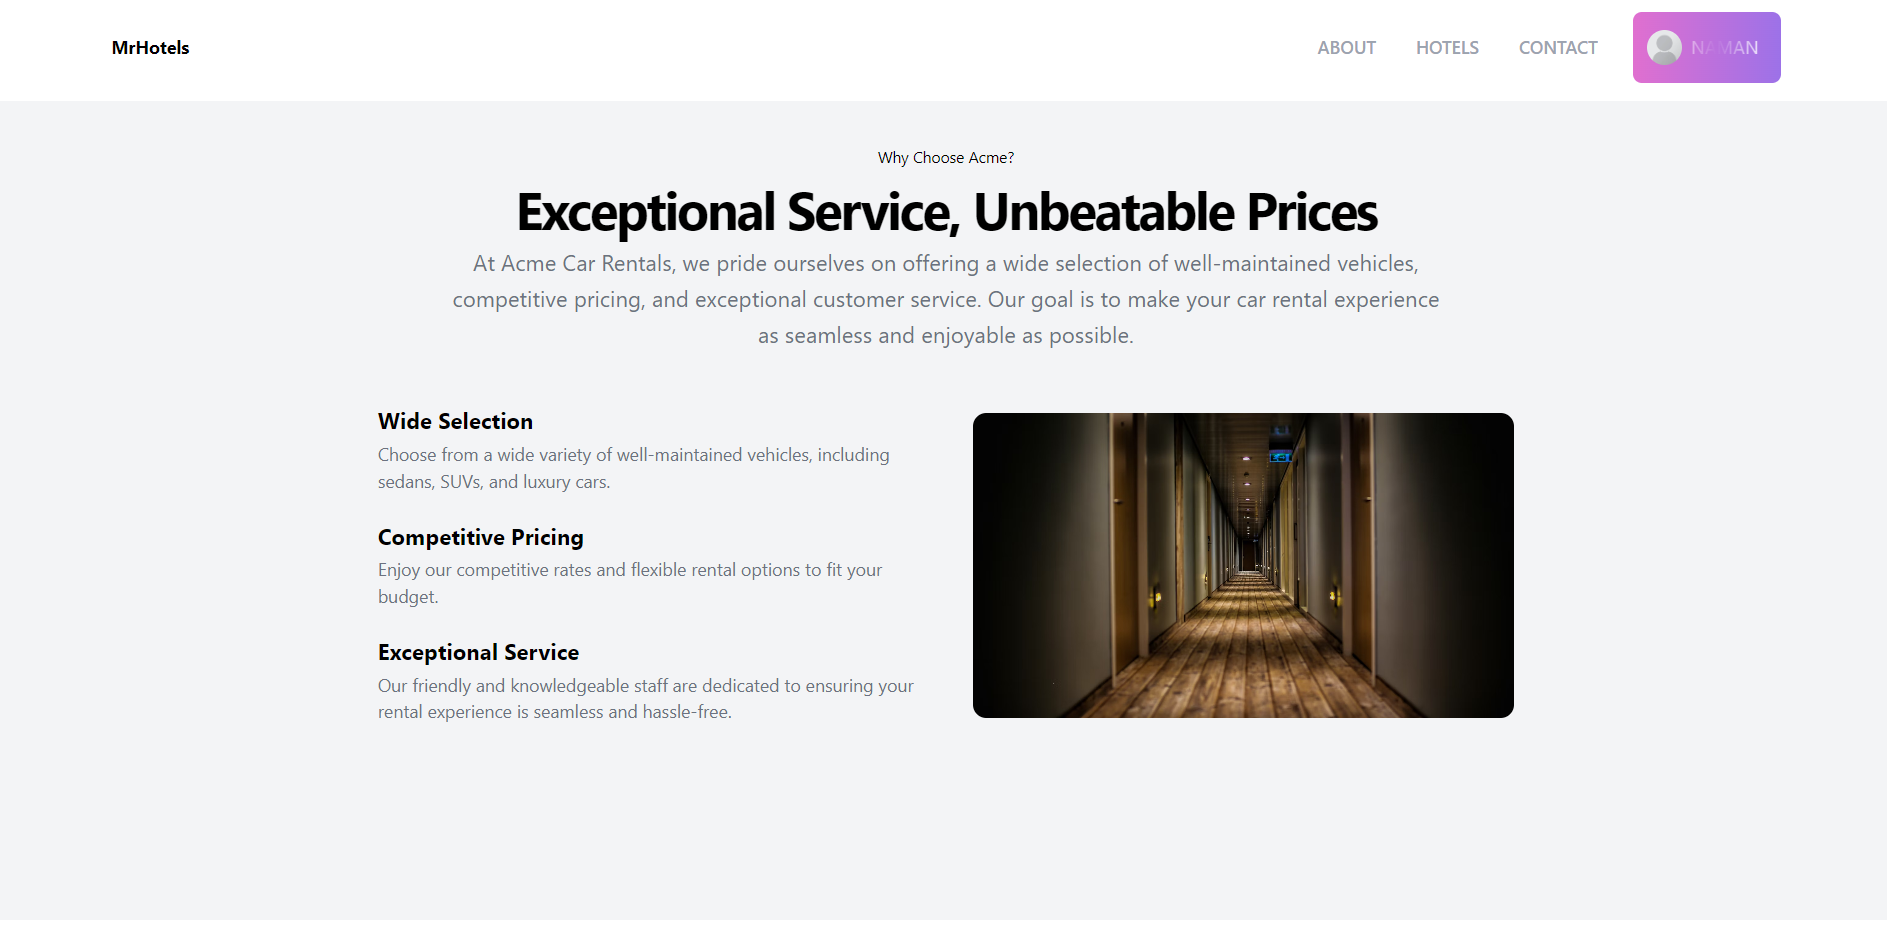 MrHotels
ABOUT
HOTELS
CONTACT
NAMAN
Why Choose Acme?
Exceptional Service, Unbeatable Prices
At Acme Car Rentals, we pride ourselves on offering a wide selection of well-maintained vehicles,
competitive pricing, and exceptional customer service. Our goal is to make your car rental experience
as seamless and enjoyable as possible.
Wide Selection
Choose from a wide variety of well-maintained vehicles, including
sedans, SUVs, and luxury cars.
Competitive Pricing
Enjoy our competitive rates and flexible rental options to fit your
budget.
Exceptional Service
Our friendly and knowledgeable staff are dedicated to ensuring your
rental experience is seamless and hassle-free.